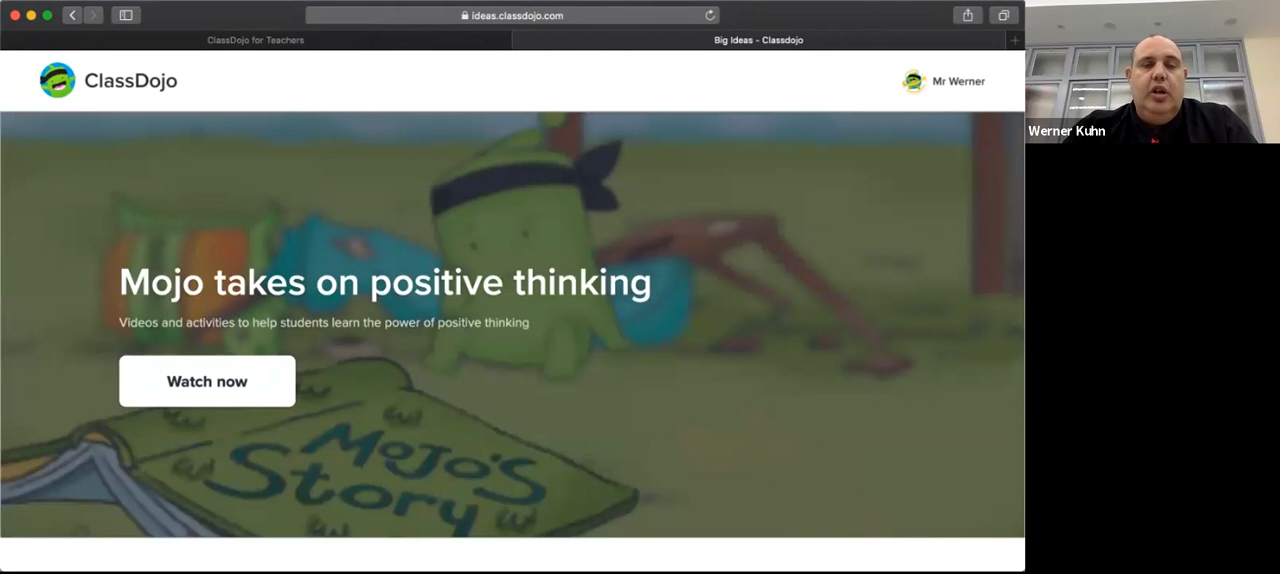 ideas.classdojo.com
ClassDojo for Teachers
Big Ideas - Classdojo
ClassDojo
Mr Werner
Werner Kuhn
Mojo takes on positive thinking
Videos and activities to help students learn the power of positive thinking
Watch now
MoJo's
Story